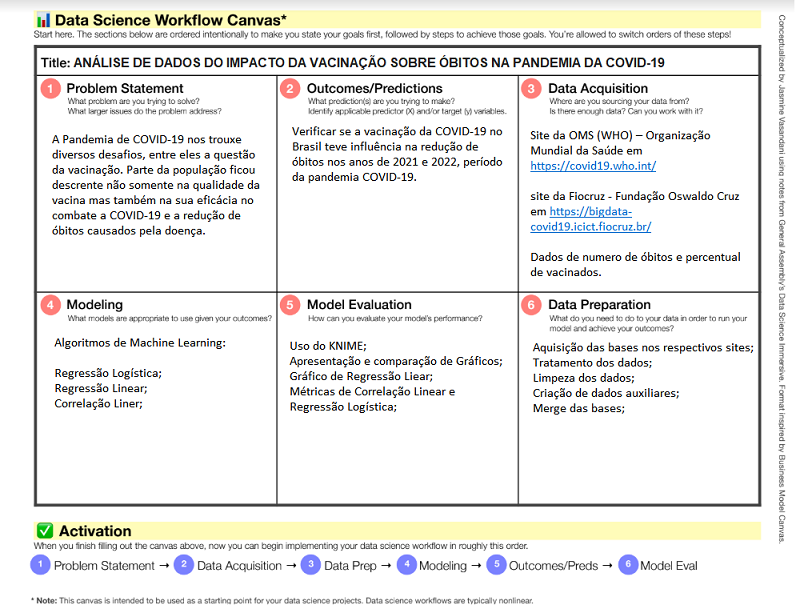 Data Science Workflow Canvas*
Start here. The sections below are ordered intentionally to make you state your goals first, followed by steps to achieve those goals. You're allowed to switch orders of these steps!
Title: ANÁLISE DE DADOS DO IMPACTO DA VACINAÇÃO SOBRE ÓBITOS NA PANDEMIA DA COVID-19
1 Problem Statement
What problem are you trying to solve?
What larger issues do the problem address?
A Pandemia de COVID-19 nos trouxe
diversos desafios, entre eles a questão
da vacinação. Parte da população ficou
descrente não somente na qualidade da
vacina mas também na sua eficácia no
combate a COVID-19 e a redução de
óbitos causados pela doença.
2 Outcomes/Predictions
What prediction(s) are you trying to make?
Identify applicable predictor (X) and/or target (y) variables.
Verificar se a vacinação da COVID-19 no
Brasil teve influência na redução de
óbitos nos anos de 2021 e 2022, período
da pandemia COVID-19.
3 Data Acquisition
Where are you sourcing your data from?
Is there enough data? Can you work with it?
Site da OMS (WHO) – Organização
Mundial da Saúde em
https://covid19.who.int/
site da Fiocruz - Fundação Oswaldo Cruz
em https://bigdata-
covid19.icict.fiocruz.br/
Dados de numero de óbitos e percentual
de vacinados.
4 Modeling
What models are appropriate to use given your outcomes?
Algoritmos de Machine Learning:
Regressão Logística;
Regressão Linear;
Correlação Liner;
5 Model Evaluation
How can you evaluate your model's performance?
Uso do KNIME;
Apresentação e comparação de Gráficos;
Gráfico de Regressão Liear;
Métricas de Correlação Linear e
Regressão Logística;
6 Data Preparation
What do you need to do to your data in order to run your
model and achieve your outcomes?
Aquisição das bases nos respectivos sites;
Tratamento dos dados;
Limpeza dos dados;
Criação de dados auxiliares;
Merge das bases;
Activation
When you finish filling out the canvas above, now you can begin implementing your data science workflow in roughly this order.
1 Problem Statement → 2 Data Acquisition → 3 Data Prep → 4 Modeling → 5 Outcomes/Preds → 6 Model Eval
* Note: This canvas is intended to be used as a starting point for your data science projects. Data science workflows are typically nonlinear.
Conceptualized by Jasmine Vasandani using notes from General Assembly's Data Science Immersive. Format inspired by Business Model Canvas.